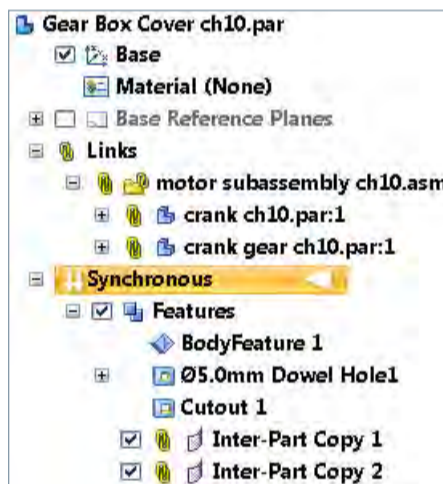 Gear Box Cover ch10.par
Base
Material (None)
Base Reference Planes
Links
motor subassembly ch10.asm
crank ch10.par:1
crank gear ch10.par:1
Synchronous
Features
BodyFeature 1
Ø5.0mm Dowel Hole1
Cutout 1
Inter-Part Copy 1
Inter-Part Copy 2